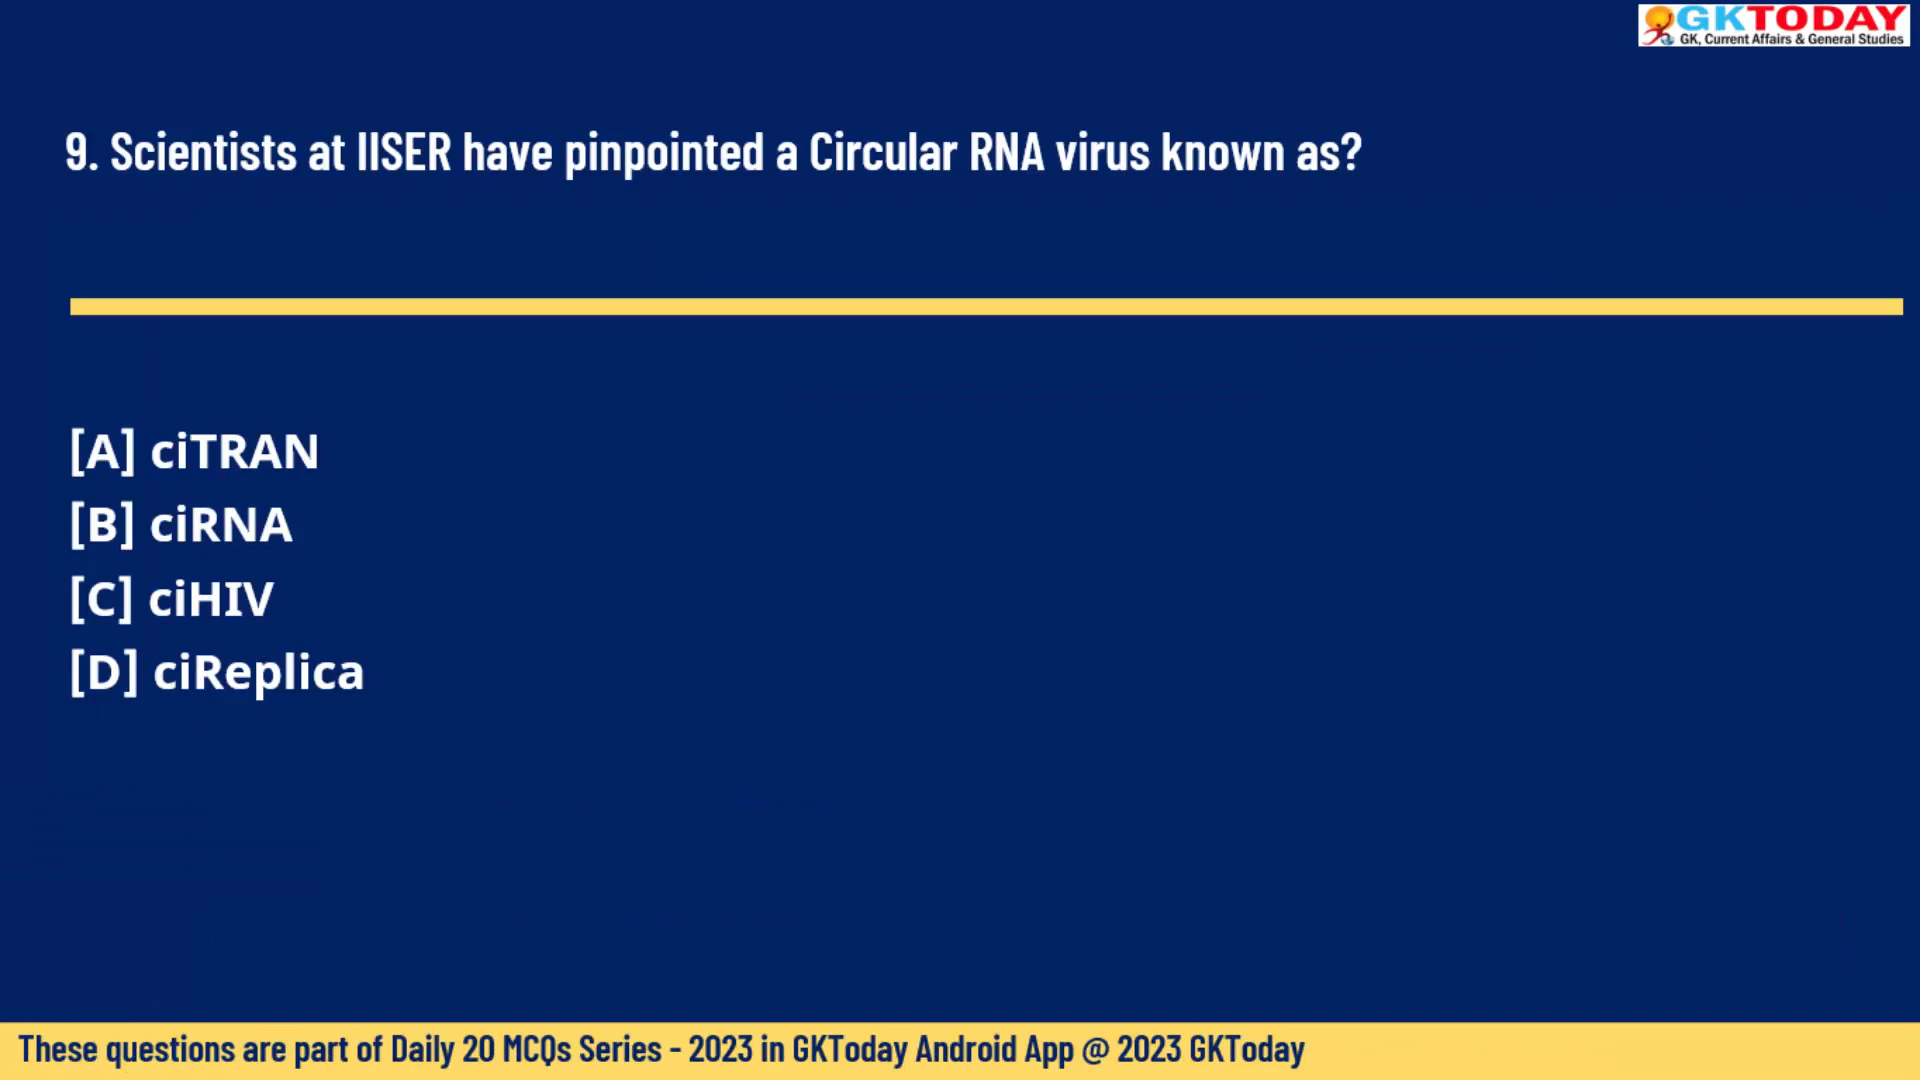 GKTODAY
GK, Current Affairs & General Studies
9. Scientists at IISER have pinpointed a Circular RNA virus known as?
[A] ciTRAN
[B] ciRNA
[C] ciHIV
[D] ciReplica
These questions are part of Daily 20 MCQs Series - 2023 in GKToday Android App @ 2023 GKToday